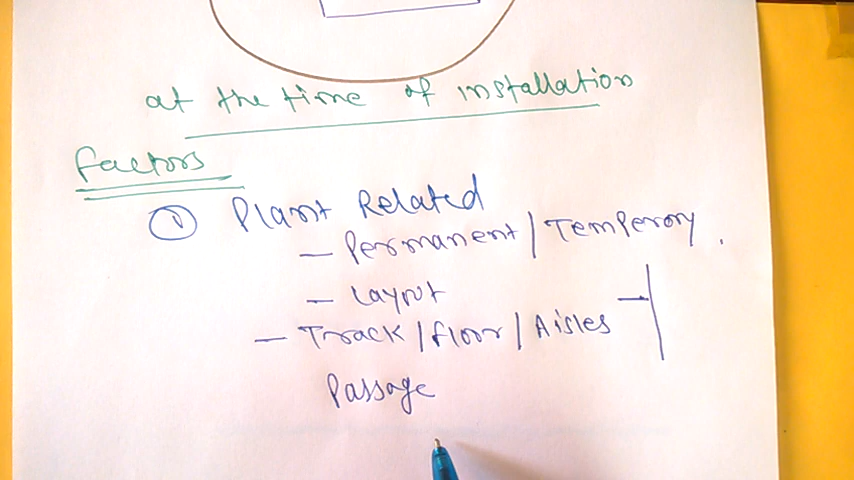 at the time of installation
Factors
① Plant Related
— Permanent / Temperory.
— Layout
— Track / floor / Aisles
Passage